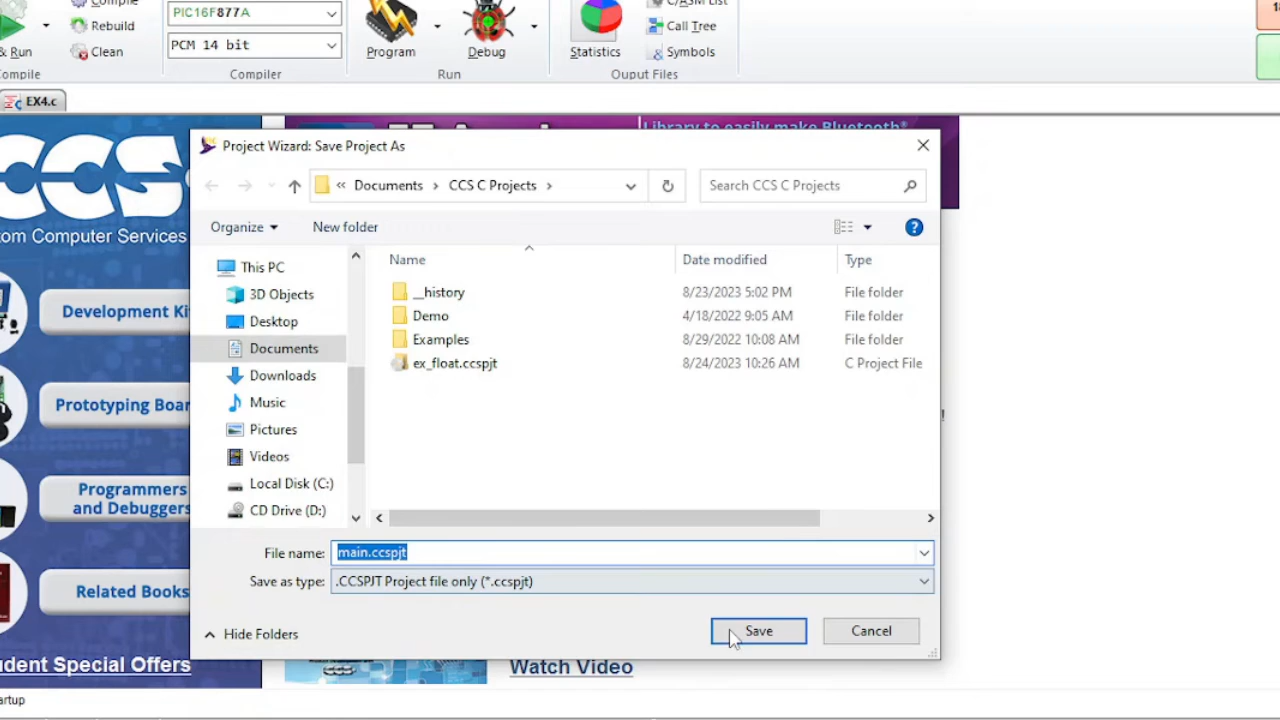 Compile
PIC16F877A
C/ASM List
Rebuild
Call Tree
& Run
Clean
PCM 14 bit
Program
Debug
Statistics
Symbols
Compile
Compiler
Run
Ouput Files
EX4.c
Library to easily make Bluetooth®
CCS
tom Computer Services
Development Ki
Prototyping Boar
Programmers
and Debuggers
Related Books
udent Special Offers
Project Wizard: Save Project As
« Documents › CCS C Projects ›
Search CCS C Projects
Organize
New folder
This PC
3D Objects
Desktop
Documents
Downloads
Music
Pictures
Videos
Local Disk (C:)
CD Drive (D:)
Name Date modified Type
__history 8/23/2023 5:02 PM File folder
Demo 4/18/2022 9:05 AM File folder
Examples 8/29/2022 10:08 AM File folder
ex_float.ccspjt 8/24/2023 10:26 AM C Project File
File name: main.ccspjt
Save as type: .CCSPJT Project file only (*.ccspjt)
Hide Folders
Save
Cancel
Watch Video
artup